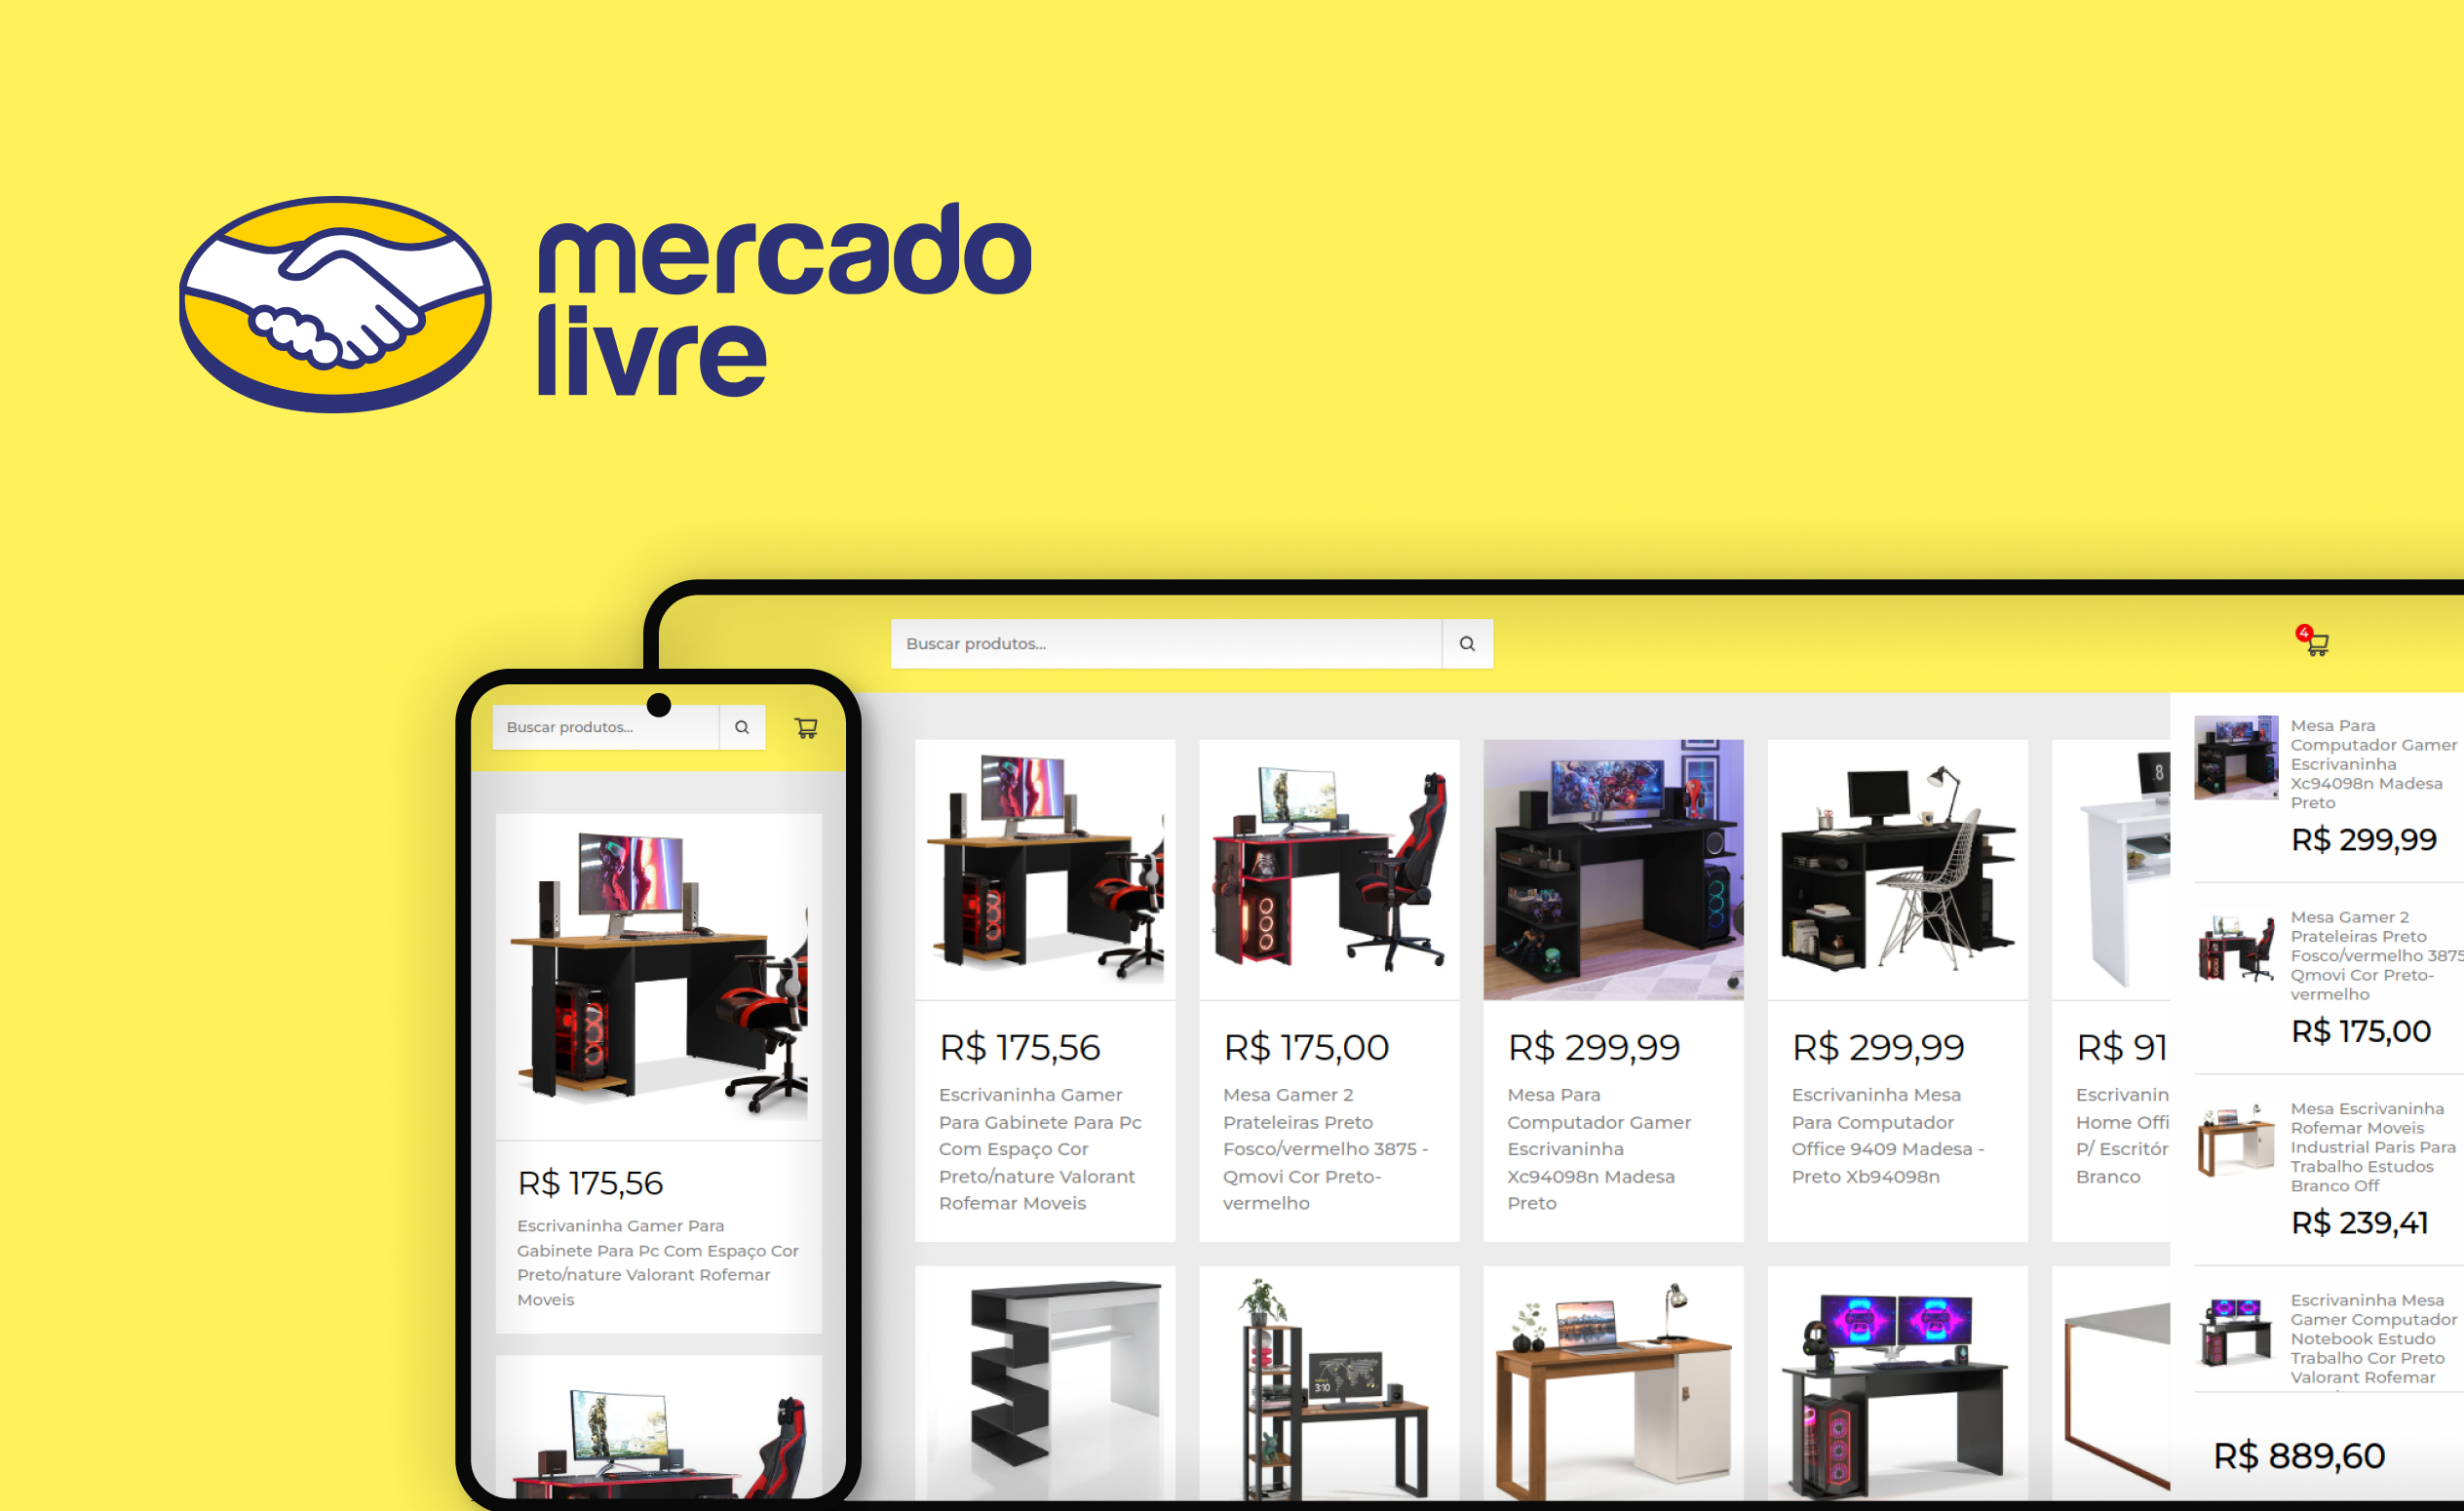 mercado
livre
Buscar produtos...
4
Buscar produtos...
R$ 175,56
Escrivaninha Gamer Para
Gabinete Para Pc Com Espaço Cor
Preto/nature Valorant Rofemar
Moveis
R$ 175,56
Escrivaninha Gamer
Para Gabinete Para Pc
Com Espaço Cor
Preto/nature Valorant
Rofemar Moveis
R$ 175,00
Mesa Gamer 2
Prateleiras Preto
Fosco/vermelho 3875 -
Qmovi Cor Preto-
vermelho
R$ 299,99
Mesa Para
Computador Gamer
Escrivaninha
Xc94098n Madesa
Preto
R$ 299,99
Escrivaninha Mesa
Para Computador
Office 9409 Madesa -
Preto Xb94098n
.8
R$ 91
Escrivanin
Home Offi
P/ Escritór
Branco
3:10
Mesa Para
Computador Gamer
Escrivaninha
Xc94098n Madesa
Preto
R$ 299,99
Mesa Gamer 2
Prateleiras Preto
Fosco/vermelho 3875
Qmovi Cor Preto-
vermelho
R$ 175,00
Mesa Escrivaninha
Rofemar Moveis
Industrial Paris Para
Trabalho Estudos
Branco Off
R$ 239,41
Escrivaninha Mesa
Gamer Computador
Notebook Estudo
Trabalho Cor Preto
Valorant Rofemar
R$ 889,60